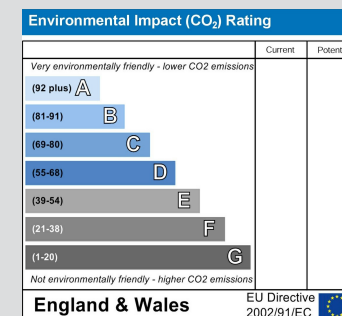 Environmental Impact (CO₂) Rating
Current Potent
Very environmentally friendly - lower CO2 emissions
(92 plus) A
(81-91) B
(69-80) C
(55-68) D
(39-54) E
(21-38) F
(1-20) G
Not environmentally friendly - higher CO2 emissions
England & Wales
EU Directive
2002/91/EC